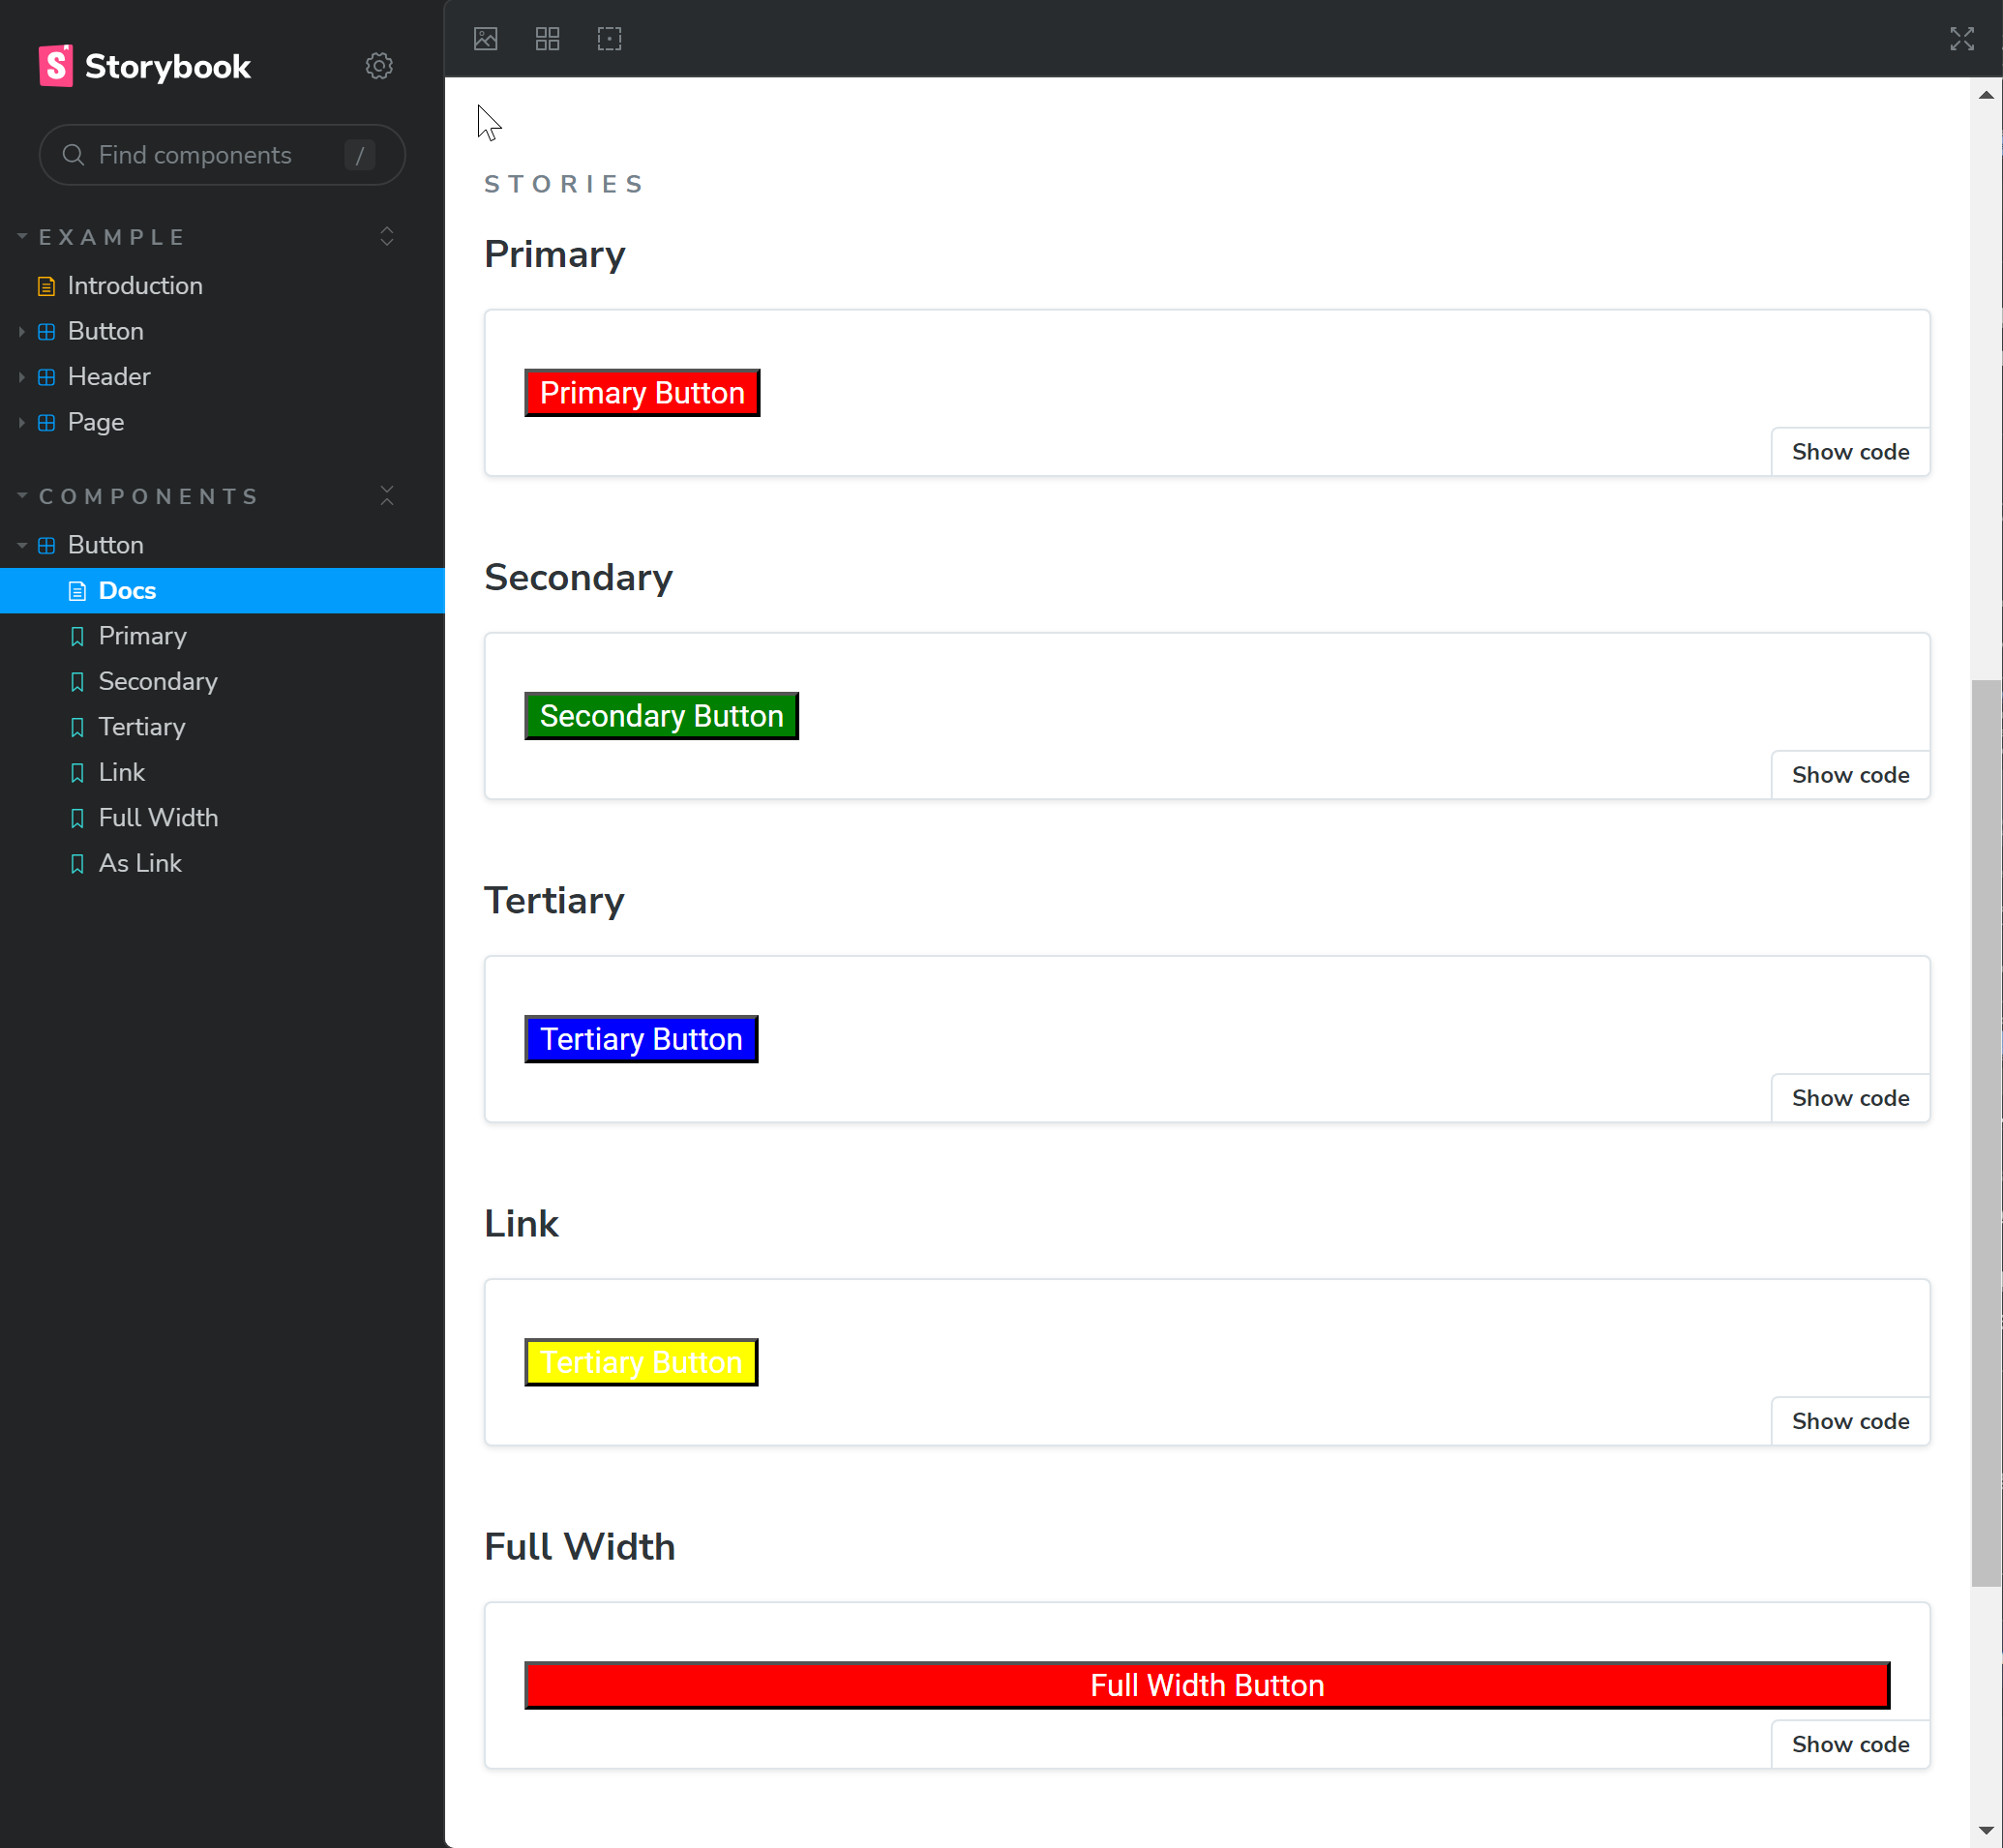 Storybook
Find components /
EXAMPLE
Introduction
Button
Header
Page
COMPONENTS
Button
Docs
Primary
Secondary
Tertiary
Link
Full Width
As Link
STORIES
Primary
Primary Button
Show code
Secondary
Secondary Button
Show code
Tertiary
Tertiary Button
Show code
Link
Tertiary Button
Show code
Full Width
Full Width Button
Show code